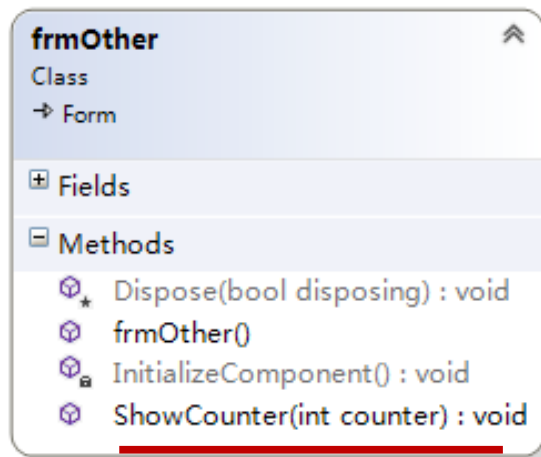 frmOther
Class
Form
Fields
Methods
Dispose(bool disposing) : void
frmOther()
InitializeComponent() : void
ShowCounter(int counter) : void